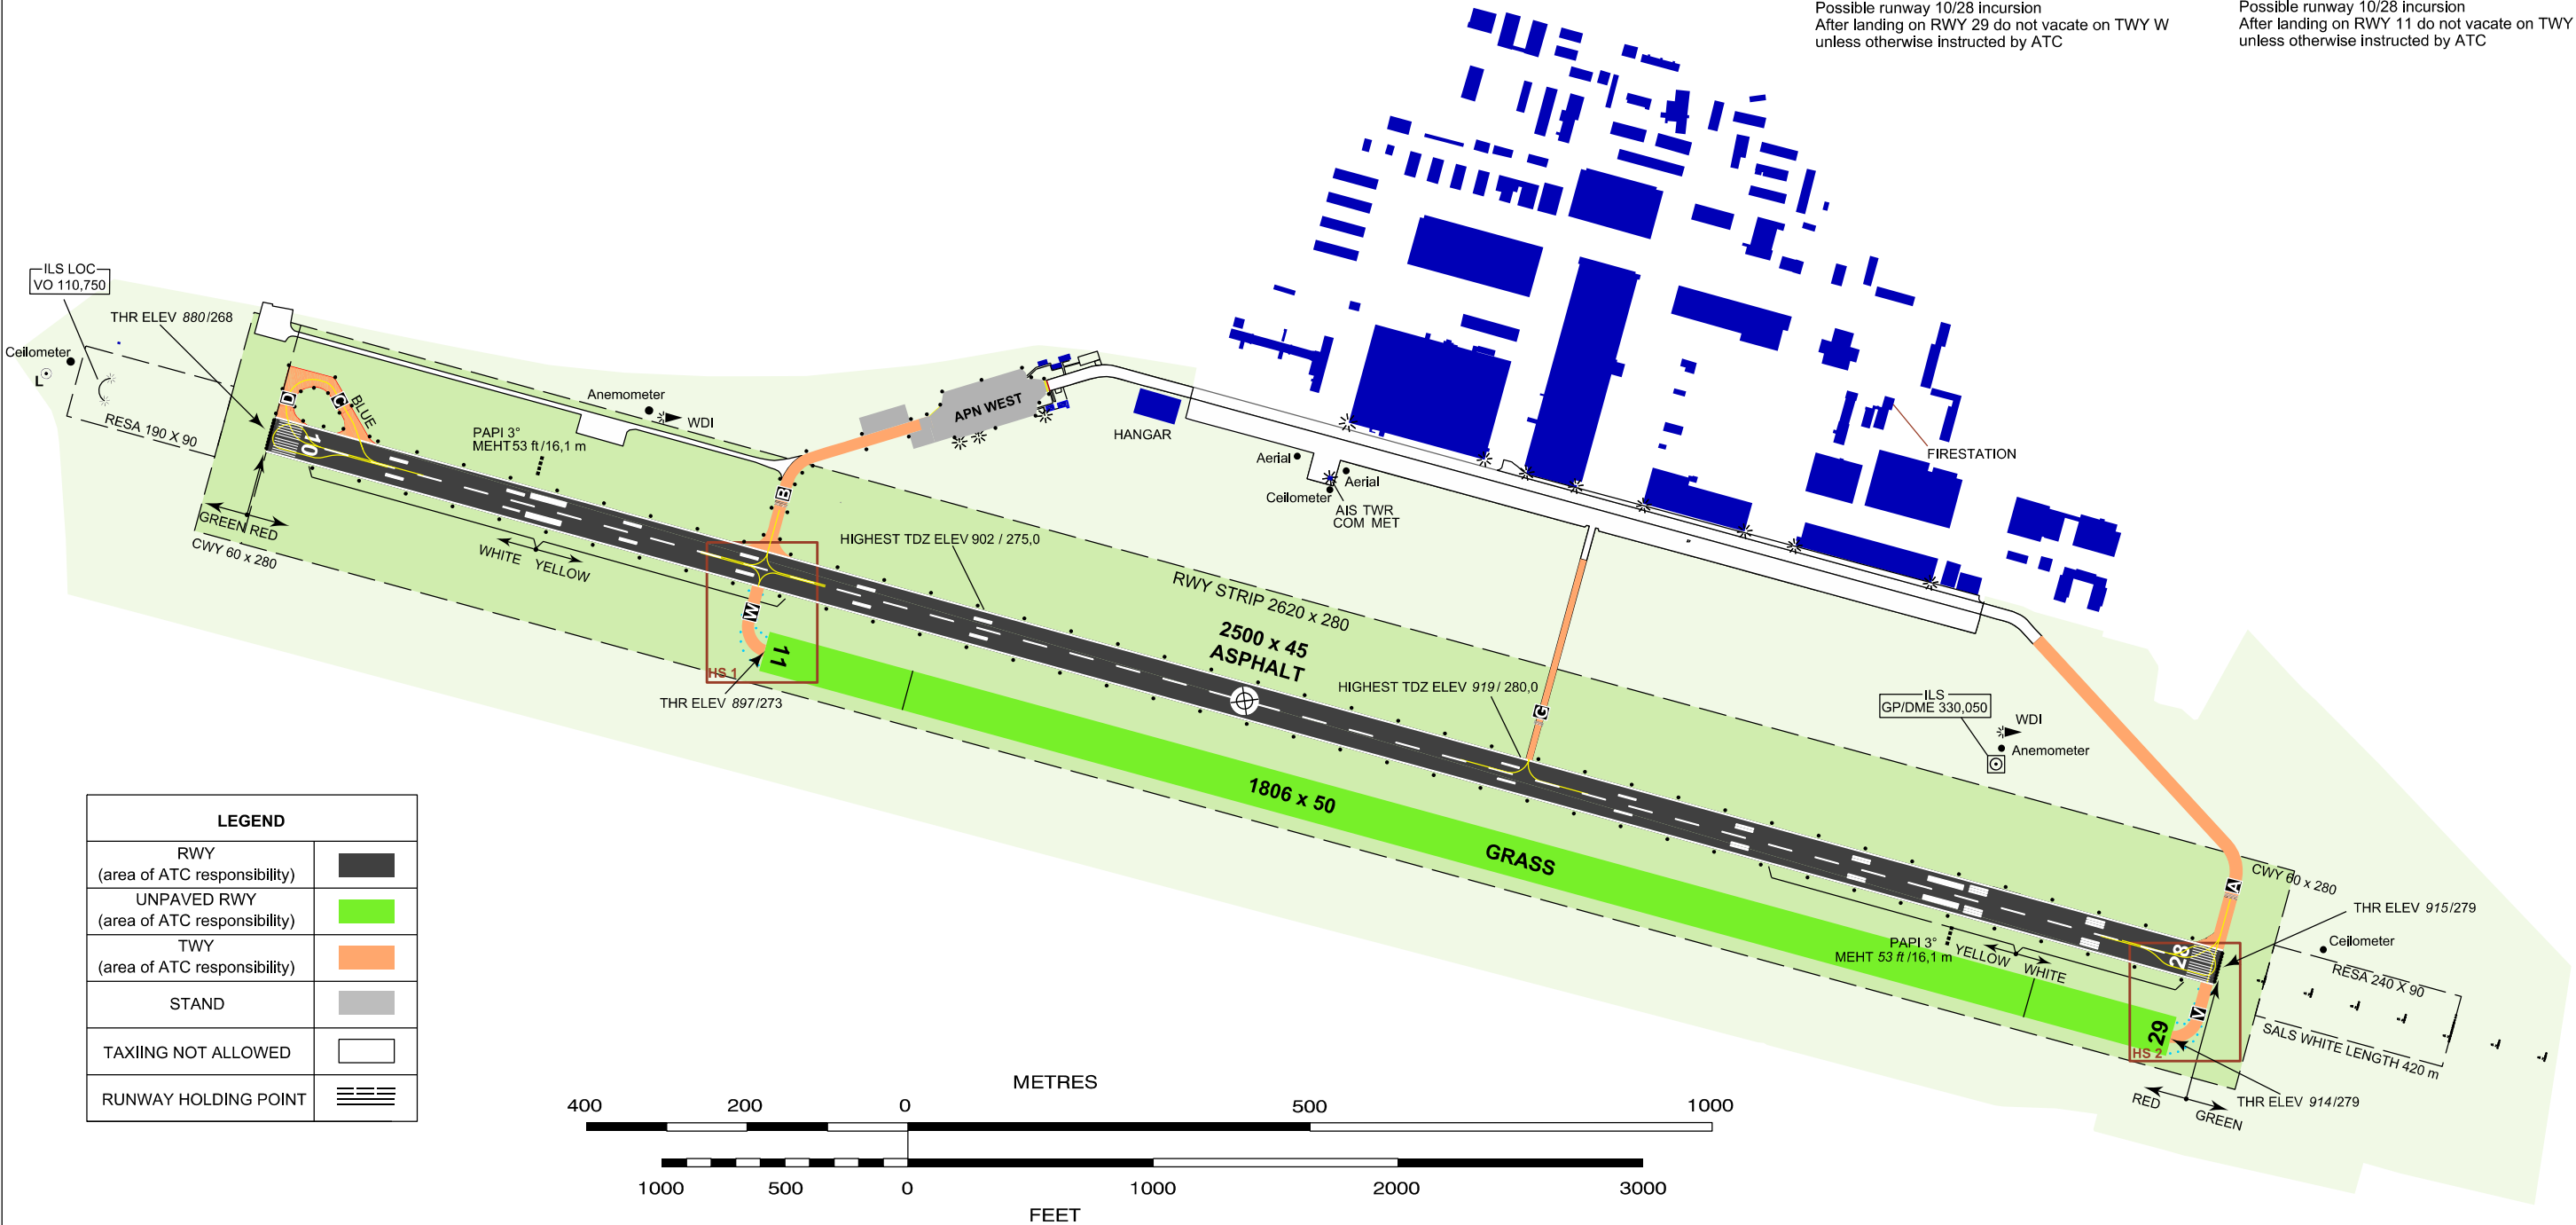 Possible runway 10/28 incursion
After landing on RWY 29 do not vacate on TWY W
unless otherwise instructed by ATC
Possible runway 10/28 incursion
After landing on RWY 11 do not vacate on TWY
unless otherwise instructed by ATC
ILS LOC
VO 110,750
THR ELEV 880/268
Ceilometer
L
RESA 190 X 90
D
C
BLUE
10
GREEN RED
CWY 60 x 280
PAPI 3°
MEHT 53 ft/16,1 m
Anemometer
WDI
WHITE YELLOW
B
APN WEST
HANGAR
Aerial
Aerial
Ceilometer
AIS TWR
COM MET
FIRESTATION
HIGHEST TDZ ELEV 902 / 275,0
W
11
HS 1
THR ELEV 897/273
RWY STRIP 2620 x 280
2500 x 45
ASPHALT
HIGHEST TDZ ELEV 919/ 280,0
G
1806 x 50
GRASS
ILS
GP/DME 330,050
WDI
Anemometer
A
CWY 60 x 280
THR ELEV 915/279
Ceilometer
RESA 240 X 90
SALS WHITE LENGTH 420 m
PAPI 3°
MEHT 53 ft /16,1 m
YELLOW WHITE
28
V
29
HS 2
THR ELEV 914/279
RED GREEN
LEGEND
RWY
(area of ATC responsibility)
UNPAVED RWY
(area of ATC responsibility)
TWY
(area of ATC responsibility)
STAND
TAXIING NOT ALLOWED
RUNWAY HOLDING POINT
METRES
400 200 0 500 1000
1000 500 0 1000 2000 3000
FEET